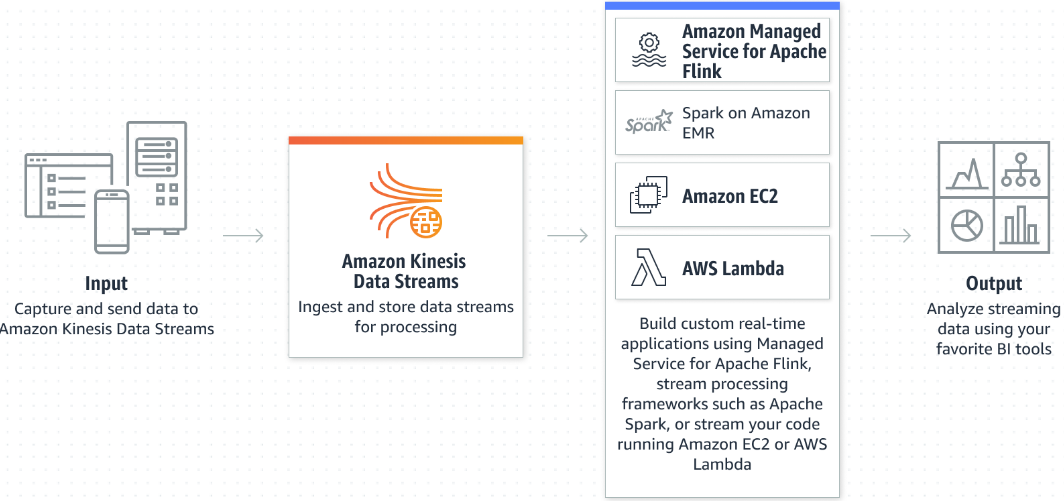 Input
Capture and send data to
Amazon Kinesis Data Streams
Amazon Kinesis
Data Streams
Ingest and store data streams
for processing
Amazon Managed
Service for Apache
Flink
APACHE
Spark
Spark on Amazon
EMR
Amazon EC2
AWS Lambda
Build custom real-time
applications using Managed
Service for Apache Flink,
stream processing
frameworks such as Apache
Spark, or stream your code
running Amazon EC2 or AWS
Lambda
Output
Analyze streaming
data using your
favorite BI tools